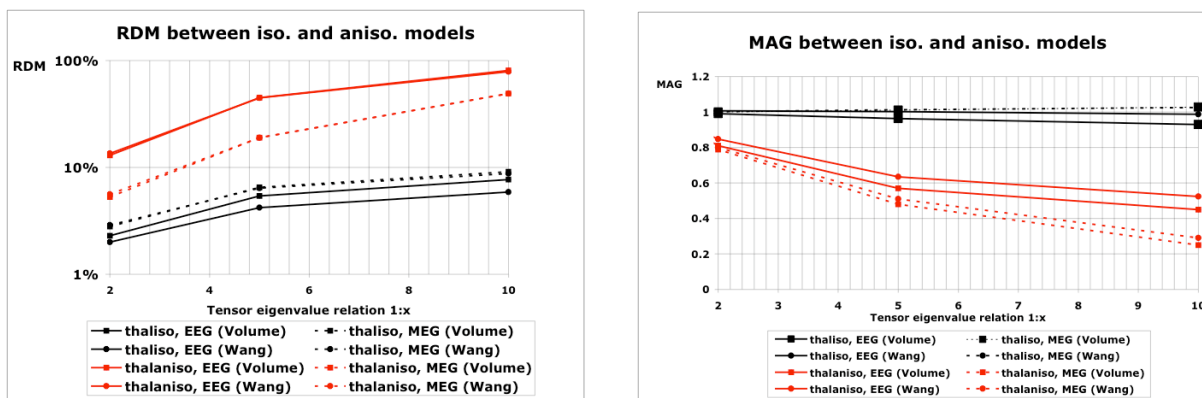 RDM between iso. and aniso. models
RDM
100%
10%
1%
2 4 6 8 10
Tensor eigenvalue relation 1:x
thaliso, EEG (Volume) thaliso, MEG (Volume)
thaliso, EEG (Wang) thaliso, MEG (Wang)
thalaniso, EEG (Volume) thalaniso, MEG (Volume)
thalaniso, EEG (Wang) thalaniso, MEG (Wang)
MAG between iso. and aniso. models
MAG
1.2
1
0.8
0.6
0.4
0.2
0
2 3 4 5 6 7 8 9 10
Tensor eigenvalue relation 1:x
thaliso, EEG (Volume) thaliso, MEG (Volume)
thaliso, EEG (Wang) thaliso, MEG (Wang)
thalaniso, EEG (Volume) thalaniso, MEG (Volume)
thalaniso, EEG (Wang) thalaniso, MEG (Wang)